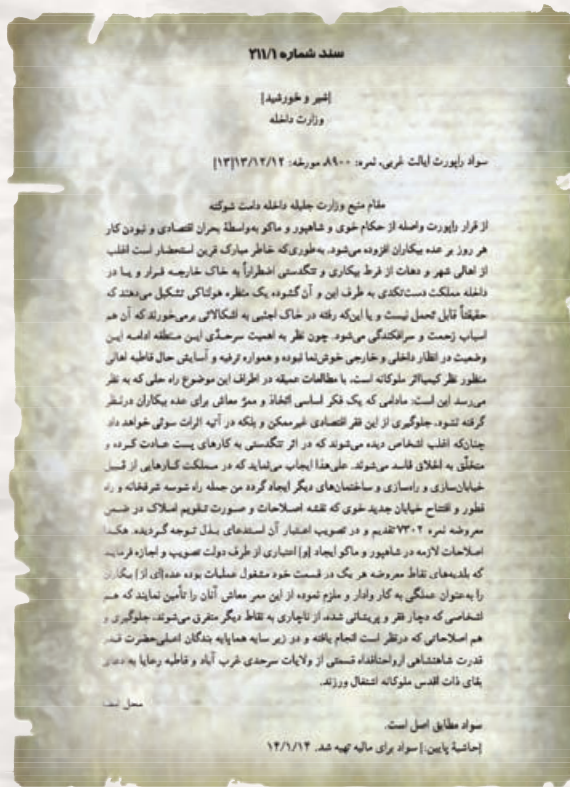 سند شماره ۲۱۱/۱
[شیر و خورشید]
وزارت داخله
سواد راپورت ایالت غربی، نمره: ۸۹۰۰، مورخه: ۱۳/۱۲/۱۲[۱۳]
مقام منیع وزارت جلیله داخله دامت شوکته
از قرار راپورت واصله از حکام خوی و شاهپور و ماکو به‌واسطهٔ بحران اقتصادی و نبودن کار
هر روز بر عده بیکاران افزوده می‌شود. به‌طوری‌که خاطر مبارک قرین استحضار است اغلب
از اهالی شهر و دهات از فرط بیکاری و تنگدستی اضطراراً به خاک خارجه فرار و یا در
داخله مملکت دست‌تکدی به طرف این و آن گشوده یک منظره هولناکی تشکیل می‌دهند که
حقیقتاً قابل تحمل نیست و یا این‌که رفته در خاک اجنبی به اشکالاتی برمی‌خورند که آن هم
اسباب زحمت و سرافکندگی می‌شود. چون نظر به اهمیت سرحدّی این منطقه ادامه این
وضعیت در انظار داخلی و خارجی خوش‌نما نبوده و همواره ترفیه و آسایش حال قاطبه اهالی
منظور نظر کیمیااثر ملوکانه است، با مطالعات عمیقه در اطراف این موضوع راه حلی که به نظر
می‌رسد این است: مادامی که یک فکر اساسی اتخاذ و ممرّ معاش برای عده بیکاران درنظر
گرفته نشود، جلوگیری از این فقر اقتصادی غیرممکن و بلکه در آتیه اثرات سوئی خواهد داد.
چنان‌که اغلب اشخاص دیده می‌شوند که در اثر تنگدستی به کارهای پست عادت کرده و
متخلّق به اخلاق فاسد می‌شوند. علی‌هذا ایجاب می‌نماید که در مملکت کارهایی از قبیل
خیابان‌سازی و راه‌سازی و ساختمان‌های دیگر ایجاد گردد من جمله راه شوسه شرفخانه و راه
قطور و افتتاح خیابان جدید خوی که نقشه اصلاحات و صورت تقویم املاک در ضمن
معروضه نمره ۷۳۰۲ تقدیم و در تصویب اعتبار آن استدعای بذل توجه گردیده. هکذا
اصلاحات لازمه در شاهپور و ماکو ایجاد [و] اعتباری از طرف دولت تصویب و اجازه فرمایند
که بلدیه‌های نقاط معروضه هر یک در قسمت خود مشغول عملیات بوده عده[ای از] بیکاران
را به‌عنوان عملگی به کار وادار و ملزم نموده از این ممر معاش آنان را تأمین نمایند که هم
اشخاصی که دچار فقر و پریشانی شده، از ناچاری به نقاط دیگر متفرق می‌شوند، جلوگیری و
هم اصلاحاتی که درنظر است انجام یافته و در زیر سایه هماپایه بندگان اعلی‌حضرت قدر
قدرت شاهنشاهی ارواحنافداه قسمتی از ولایات سرحدی غرب آباد و قاطبه رعایا به دعای
بقای ذات اقدس ملوکانه اشتغال ورزند.
محل امضا
سواد مطابق اصل است.
[حاشیهٔ پایین:] سواد برای مالیه تهیه شد. ۱۴/۱/۱۴